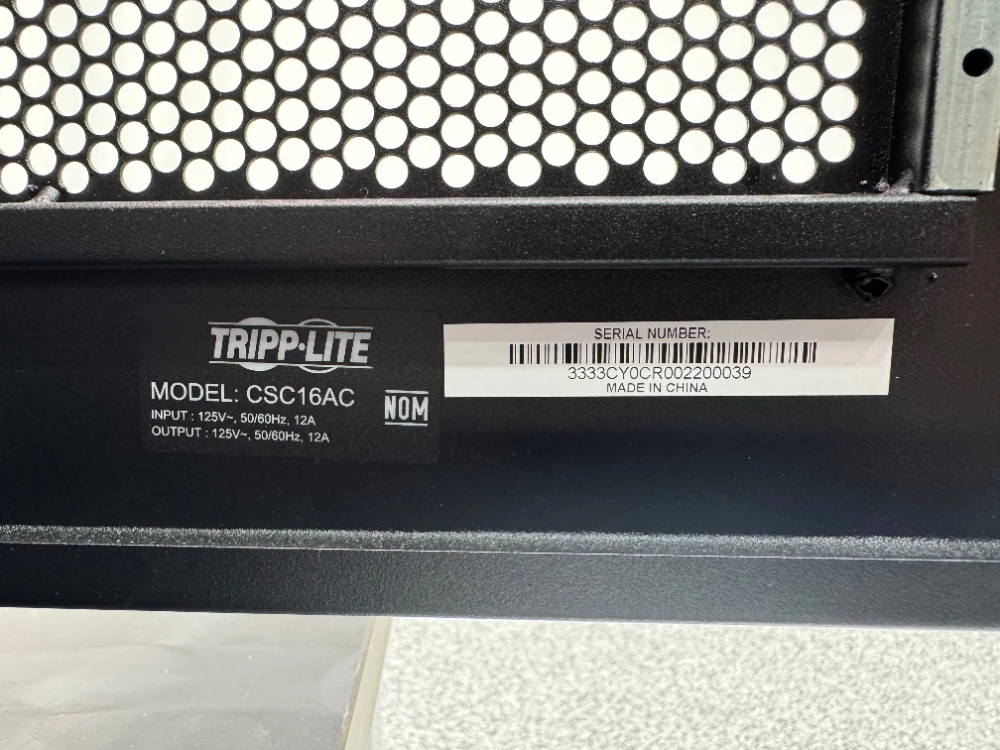 TRIPP·LITE
MODEL: CSC16AC
INPUT : 125V~, 50/60Hz, 12A
OUTPUT : 125V~, 50/60Hz, 12A
NOM
SERIAL NUMBER:
3333CY0CR002200039
MADE IN CHINA